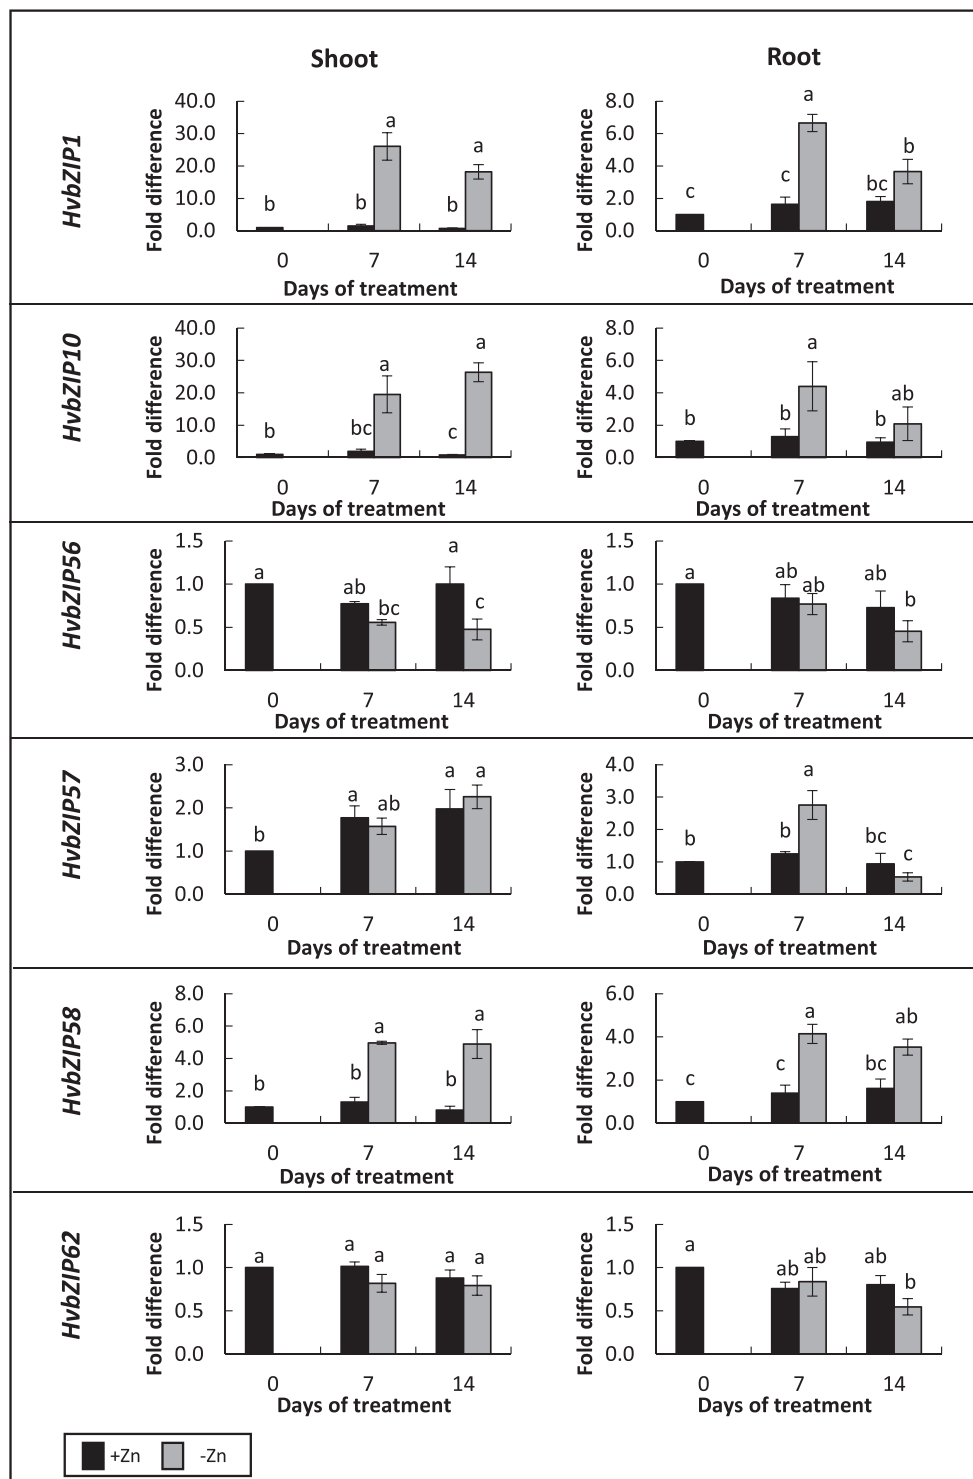 Shoot Root
HvbZIP1
Fold difference
40.0
30.0
20.0
10.0
0.0
b b a b a
0 7 14
Days of treatment
Fold difference
8.0
6.0
4.0
2.0
0.0
c c a bc b
0 7 14
Days of treatment
HvbZIP10
Fold difference
40.0
30.0
20.0
10.0
0.0
b bc a c a
0 7 14
Days of treatment
Fold difference
8.0
6.0
4.0
2.0
0.0
b b a b ab
0 7 14
Days of treatment
HvbZIP56
Fold difference
1.5
1.0
0.5
0.0
a ab bc a c
0 7 14
Days of treatment
Fold difference
1.5
1.0
0.5
0.0
a ab ab ab b
0 7 14
Days of treatment
HvbZIP57
Fold difference
3.0
2.0
1.0
0.0
b a ab a a
0 7 14
Days of treatment
Fold difference
4.0
3.0
2.0
1.0
0.0
b b a bc c
0 7 14
Days of treatment
HvbZIP58
Fold difference
8.0
6.0
4.0
2.0
0.0
b b a b a
0 7 14
Days of treatment
Fold difference
6.0
4.0
2.0
0.0
c c a bc ab
0 7 14
Days of treatment
HvbZIP62
Fold difference
1.5
1.0
0.5
0.0
a a a a a
0 7 14
Days of treatment
Fold difference
1.5
1.0
0.5
0.0
a ab ab ab b
0 7 14
Days of treatment
+Zn -Zn